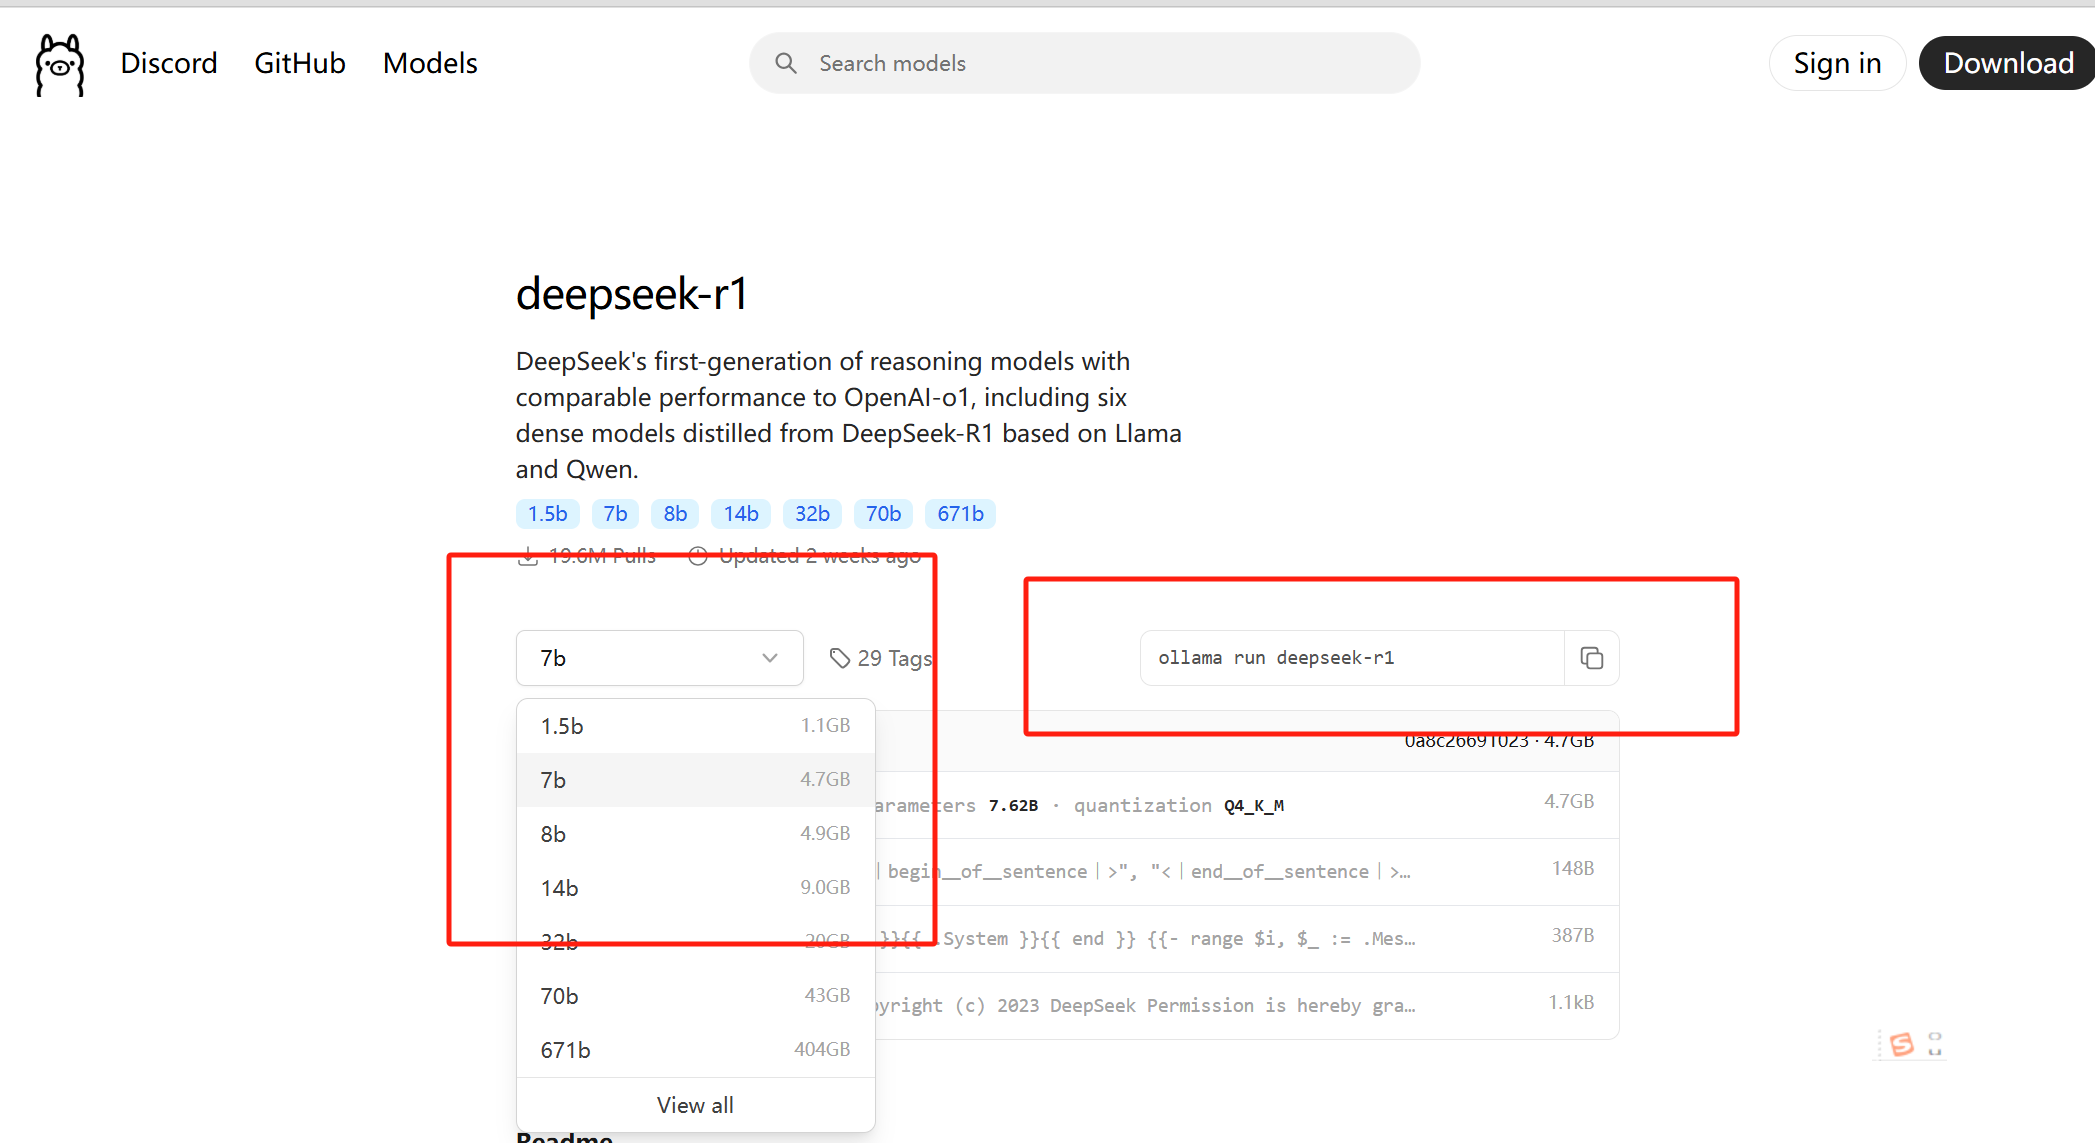 Discord GitHub Models Search models Sign in Download
deepseek-r1
DeepSeek's first-generation of reasoning models with
comparable performance to OpenAI-o1, including six
dense models distilled from DeepSeek-R1 based on Llama
and Qwen.
1.5b 7b 8b 14b 32b 70b 671b
19.6M Pulls Updated 2 weeks ago
7b 29 Tags ollama run deepseek-r1
1.5b 1.1GB
0a8c26691023 · 4.7GB
7b 4.7GB
arameters 7.62B · quantization Q4_K_M 4.7GB
8b 4.9GB
|begin__of__sentence|>", "<|end__of__sentence|>… 148B
14b 9.0GB
32b 20GB
}}{{ .System }}{{ end }} {{- range $i, $_ := .Mes… 387B
70b 43GB
pyright (c) 2023 DeepSeek Permission is hereby gra… 1.1kB
671b 404GB
View all
Readme